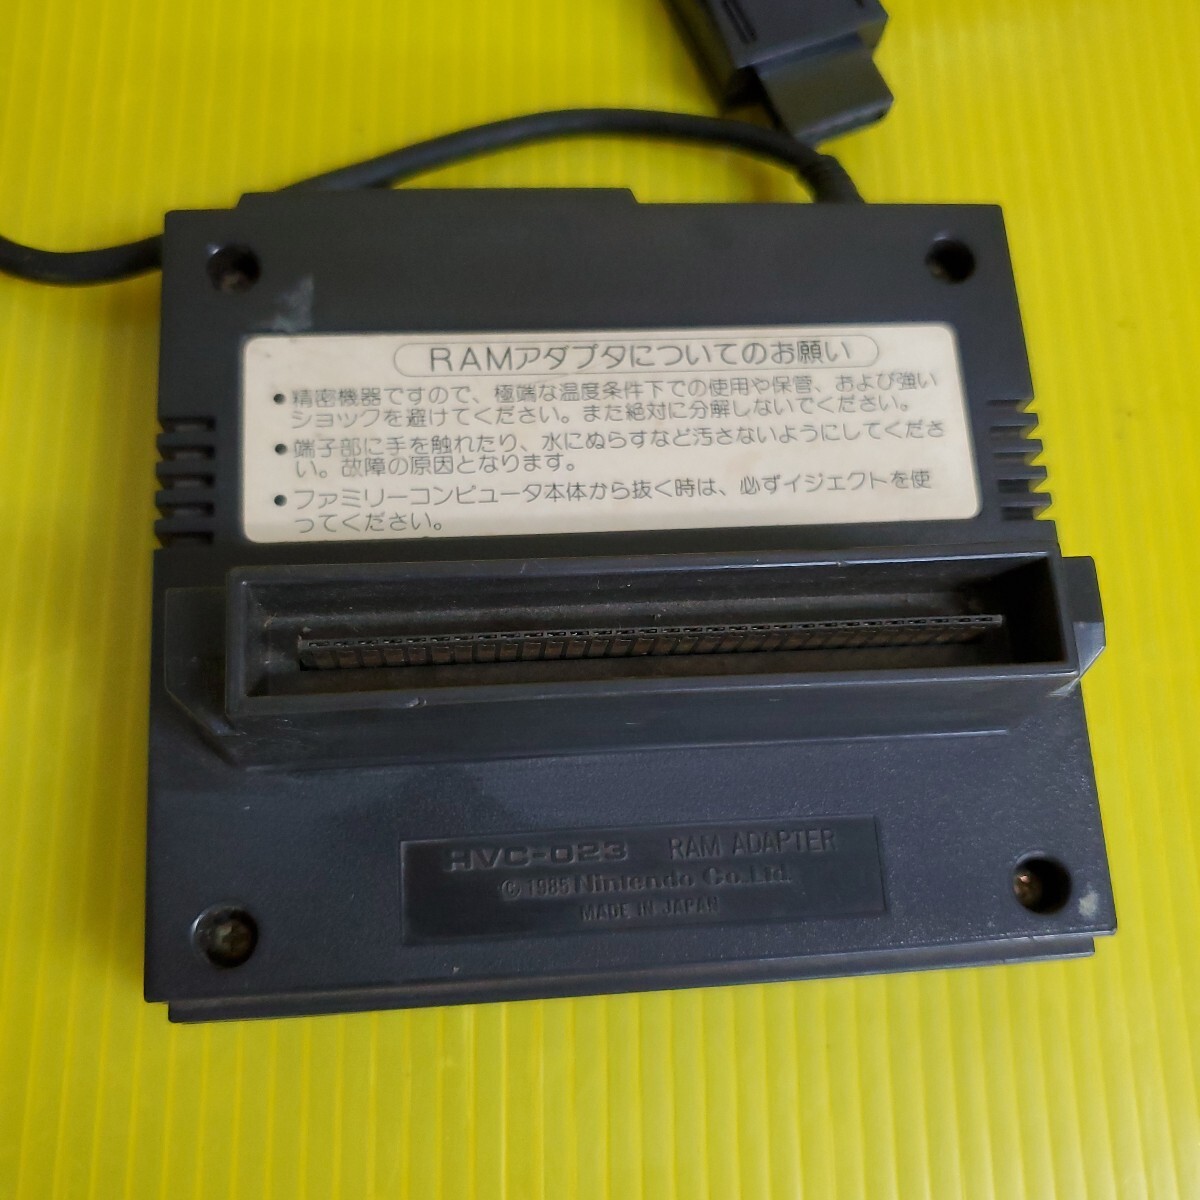 RAMアダプタについてのお願い
● 精密機器ですので、極端な温度条件下での使用や保管、および強い
ショックを避けてください。また絶対に分解しないでください。
● 端子部に手を触れたり、水にぬらすなど汚さないようにしてくださ
い。故障の原因となります。
● ファミリーコンピュータ本体から抜く時は、必ずイジェクトを使
ってください。
HVC-023 RAM ADAPTER
©1985 Nintendo Co.,Ltd.
MADE IN JAPAN